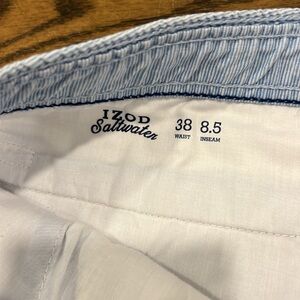 IZOD
Saltwater
38 8.5
WAIST INSEAM